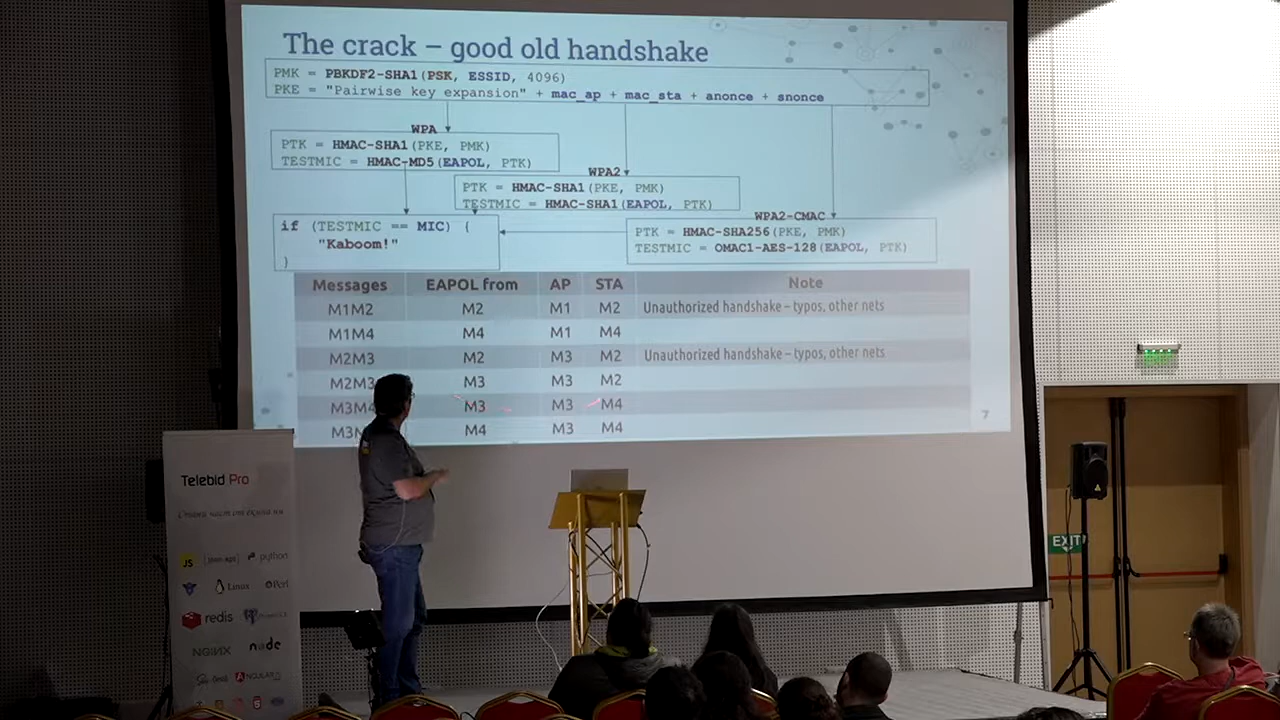 The crack – good old handshake
PMK = PBKDF2-SHA1(PSK, ESSID, 4096)
PKE = "Pairwise key expansion" + mac_ap + mac_sta + anonce + snonce
WPA
PTK = HMAC-SHA1(PKE, PMK)
TESTMIC = HMAC-MD5(EAPOL, PTK)
WPA2
PTK = HMAC-SHA1(PKE, PMK)
TESTMIC = HMAC-SHA1(EAPOL, PTK)
WPA2-CMAC
PTK = HMAC-SHA256(PKE, PMK)
TESTMIC = OMAC1-AES-128(EAPOL, PTK)
if (TESTMIC == MIC) {
"Kaboom!"
}
Messages EAPOL from AP STA Note
M1M2 M2 M1 M2 Unauthorized handshake – typos, other nets
M1M4 M4 M1 M4
M2M3 M2 M3 M2 Unauthorized handshake – typos, other nets
M2M3 M3 M3 M2
M3M4 M3 M3 M4
M3M M4 M3 M4
7
Telebid Pro
JS python
Linux Perl
redis
NGINX node
ANGULAR
EXIT